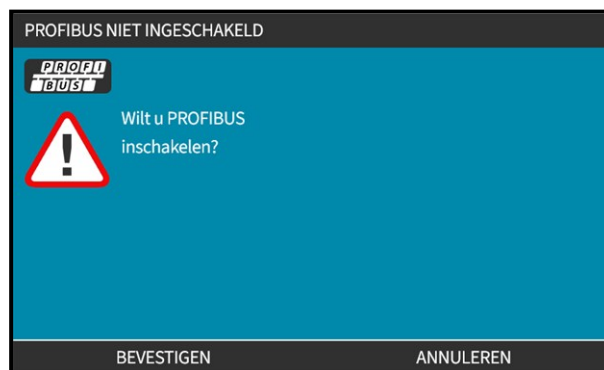 PROFIBUS NIET INGESCHAKELD
PROFI
BUS
Wilt u PROFIBUS
inschakelen?
!
BEVESTIGEN ANNULEREN